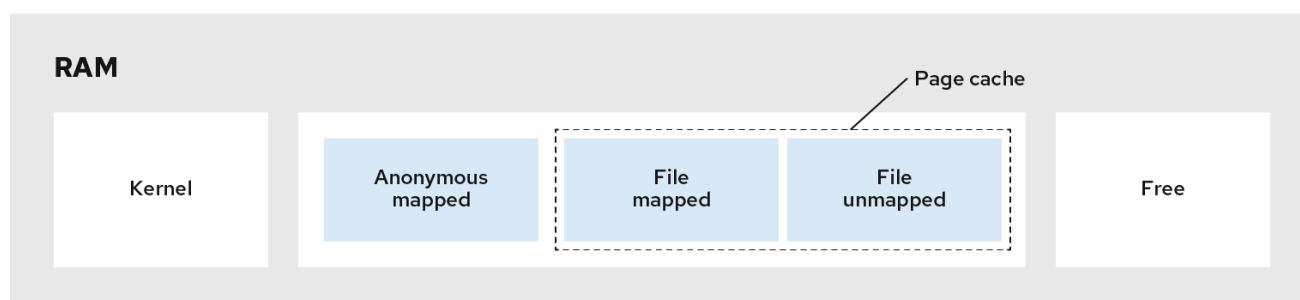 RAM
Page cache
Kernel
Anonymous
mapped
File
mapped
File
unmapped
Free